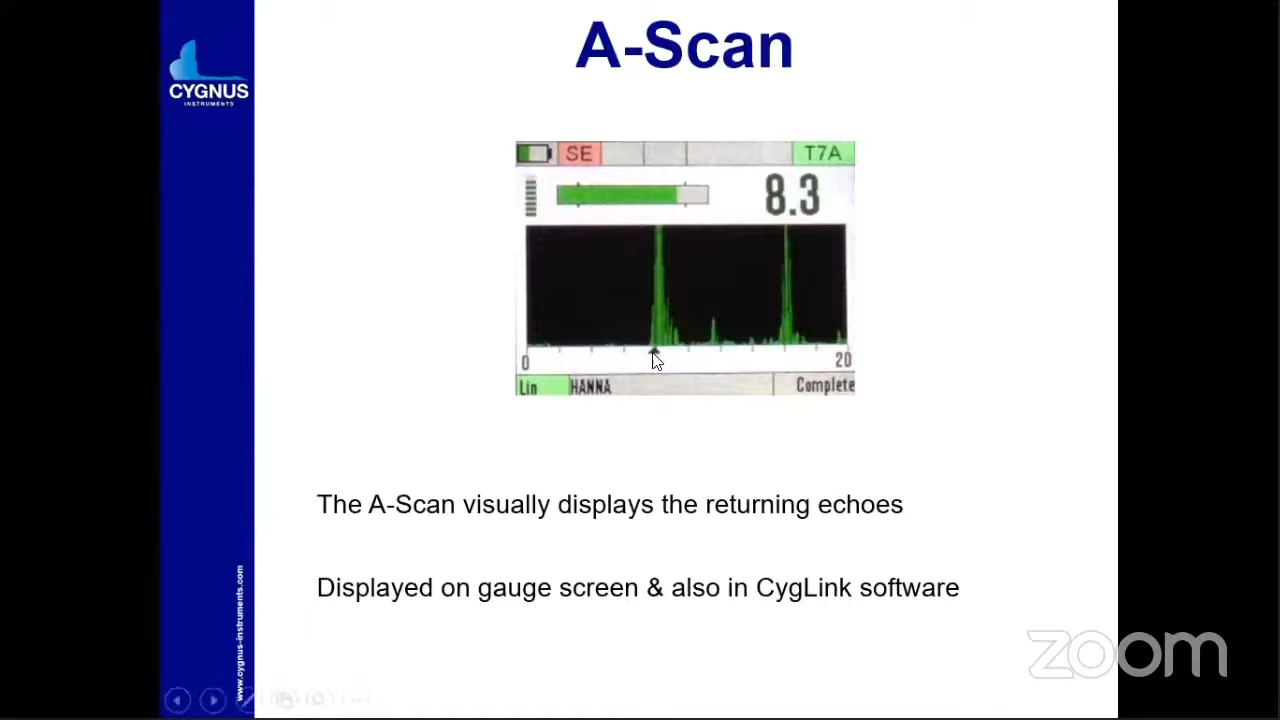 A-Scan
CYGNUS
INSTRUMENTS
SE
T7A
8.3
0
20
Lin
HANNA
Complete
The A-Scan visually displays the returning echoes
Displayed on gauge screen & also in CygLink software
www.cygnus-instruments.com
zoom